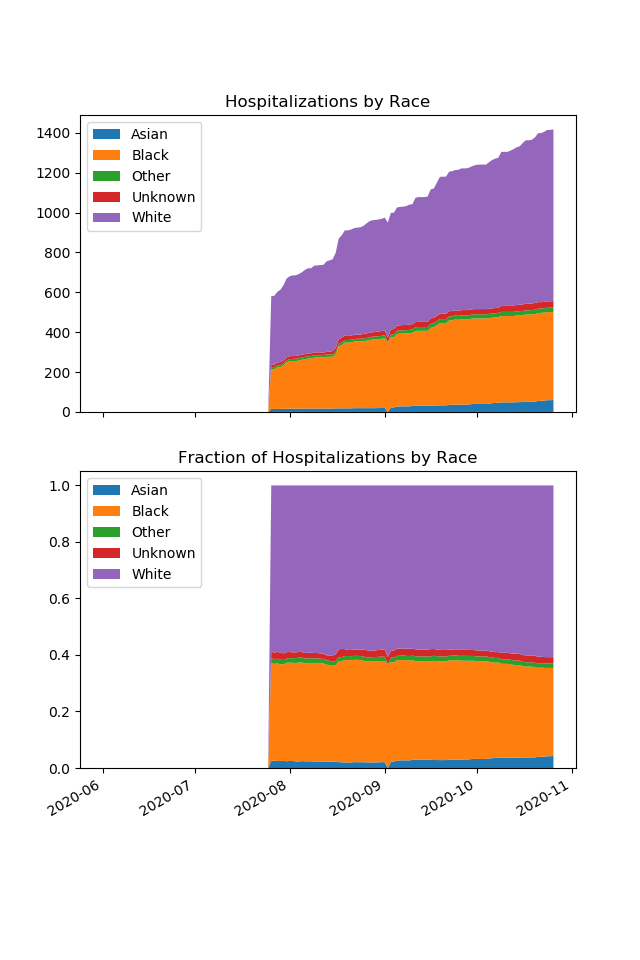 Hospitalizations by Race
1400
1200
1000
800
600
400
200
0
Asian
Black
Other
Unknown
White
Fraction of Hospitalizations by Race
1.0
0.8
0.6
0.4
0.2
0.0
Asian
Black
Other
Unknown
White
2020-06
2020-07
2020-08
2020-09
2020-10
2020-11